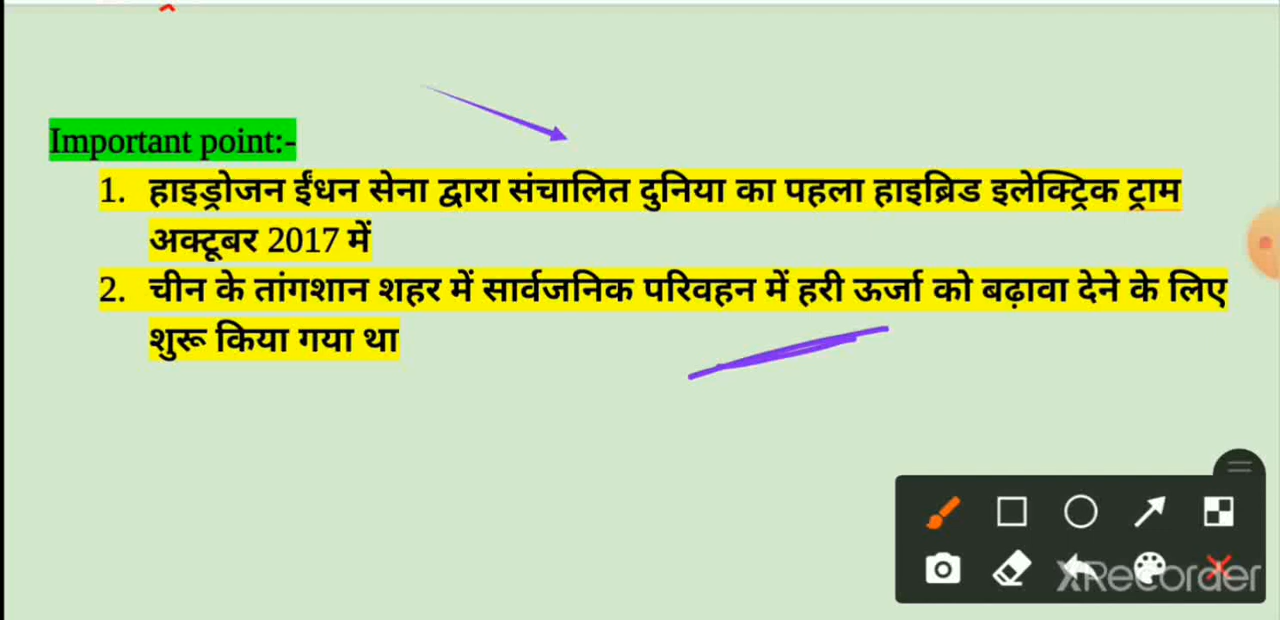 Important point:-
1. हाइड्रोजन ईंधन सेना द्वारा संचालित दुनिया का पहला हाइब्रिड इलेक्ट्रिक ट्राम
अक्टूबर 2017 में
2. चीन के तांगशान शहर में सार्वजनिक परिवहन में हरी ऊर्जा को बढ़ावा देने के लिए
शुरू किया गया था
XRecorder